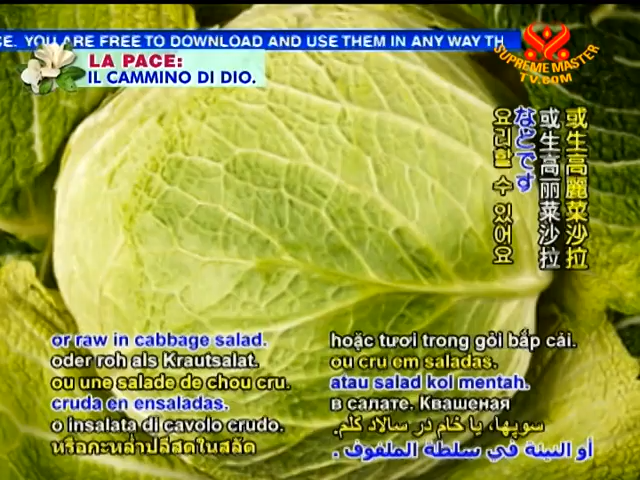 E. YOU ARE FREE TO DOWNLOAD AND USE THEM IN ANY WAY TH
SUPREME MASTER
TV.COM
LA PACE:
IL CAMMINO DI DIO.
或生高麗菜沙拉
或生高丽菜沙拉
などです
요리할 수 있어요
or raw in cabbage salad.
oder roh als Krautsalat.
ou une salade de chou cru.
cruda en ensaladas.
o insalata di cavolo crudo.
หรือกะหล่ำปลีสดในสลัด
hoặc tươi trong gỏi bắp cải.
ou cru em saladas.
atau salad kol mentah.
в салате. Квашеная
سوپها، یا خام در سالاد کلم.
أو النيئة في سلطة الملفوف.